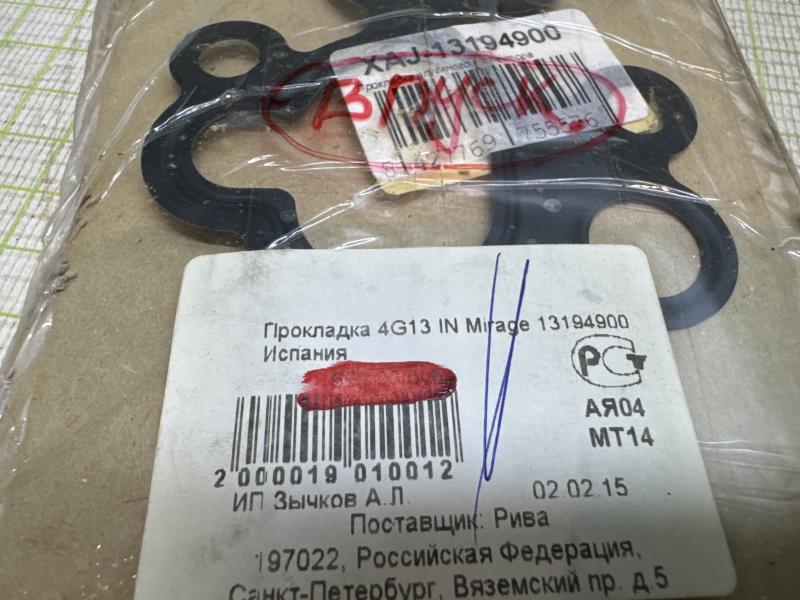 XAJ-13194900
ВПУСК
Прокладка 4G13 IN Mirage 13194900
Испания
РСТ
АЯ04
МТ14
2 000019 010012
ИП Зычков А.Л.
02.02.15
Поставщик: Рива
197022, Российская Федерация,
Санкт-Петербург, Вяземский пр. д.5